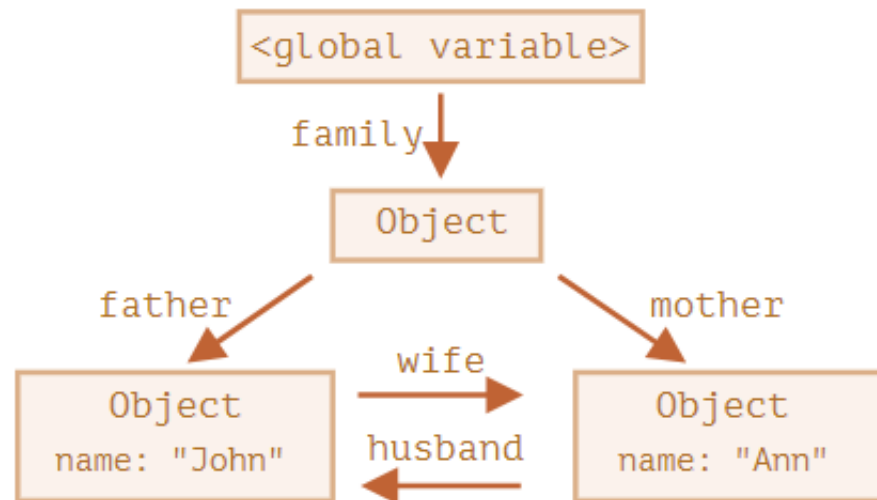 <global variable>
family
Object
father
mother
wife
Object
name: "John"
husband
Object
name: "Ann"